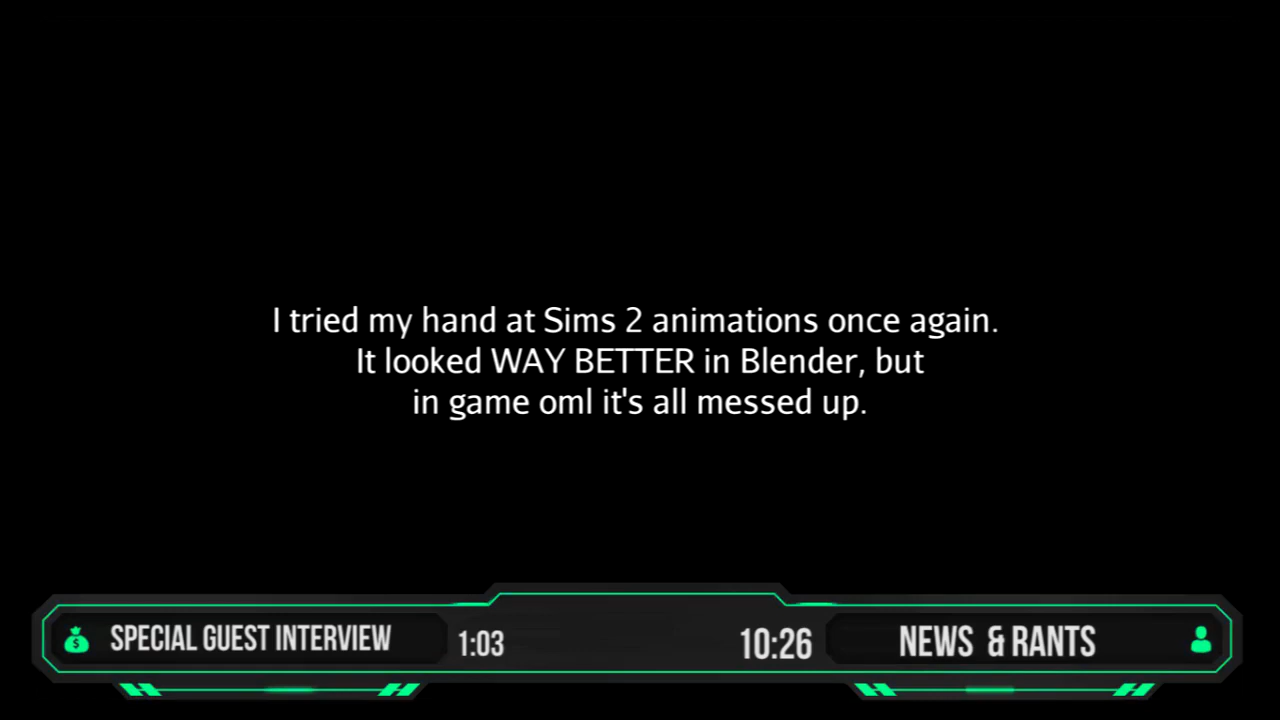 I tried my hand at Sims 2 animations once again.
It looked WAY BETTER in Blender, but
in game oml it's all messed up.
SPECIAL GUEST INTERVIEW 1:03 10:26 NEWS & RANTS